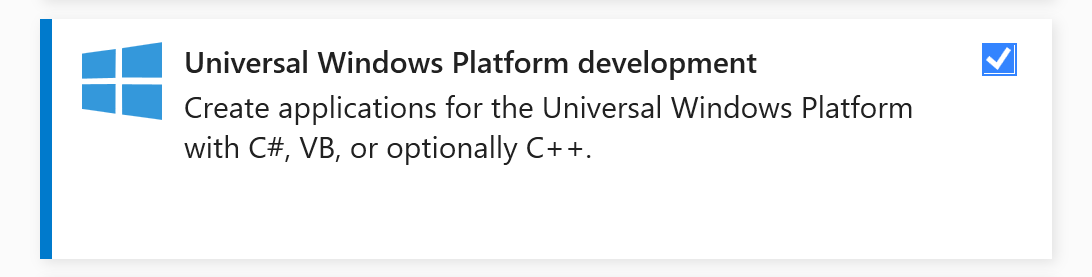 Universal Windows Platform development
Create applications for the Universal Windows Platform
with C#, VB, or optionally C++.